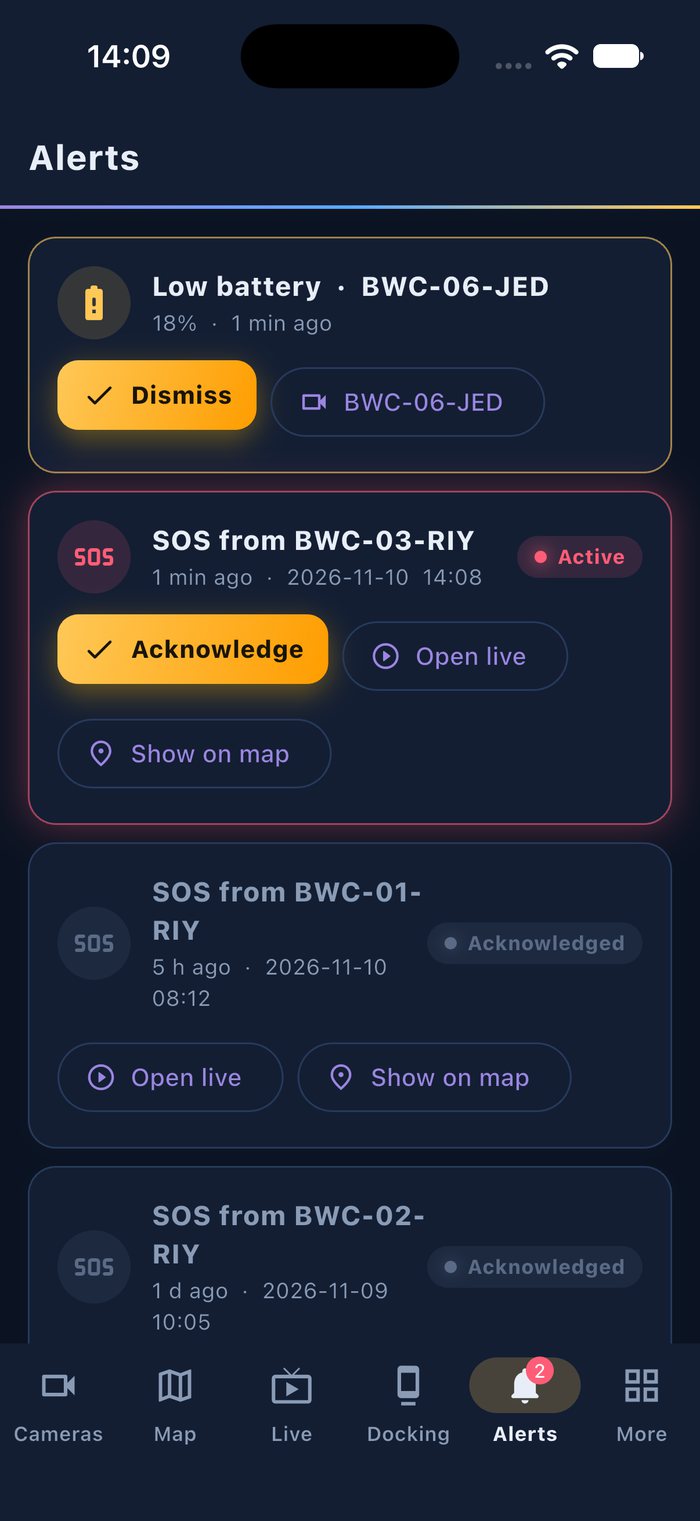 14:09
Alerts
Low battery · BWC-06-JED
18% · 1 min ago
Dismiss
BWC-06-JED
SOS
SOS from BWC-03-RIY
1 min ago · 2026-11-10 14:08
Active
Acknowledge
Open live
Show on map
SOS
SOS from BWC-01-
RIY
5 h ago · 2026-11-10
08:12
Acknowledged
Open live
Show on map
SOS
SOS from BWC-02-
RIY
1 d ago · 2026-11-09
10:05
Acknowledged
2
Cameras
Map
Live
Docking
Alerts
More